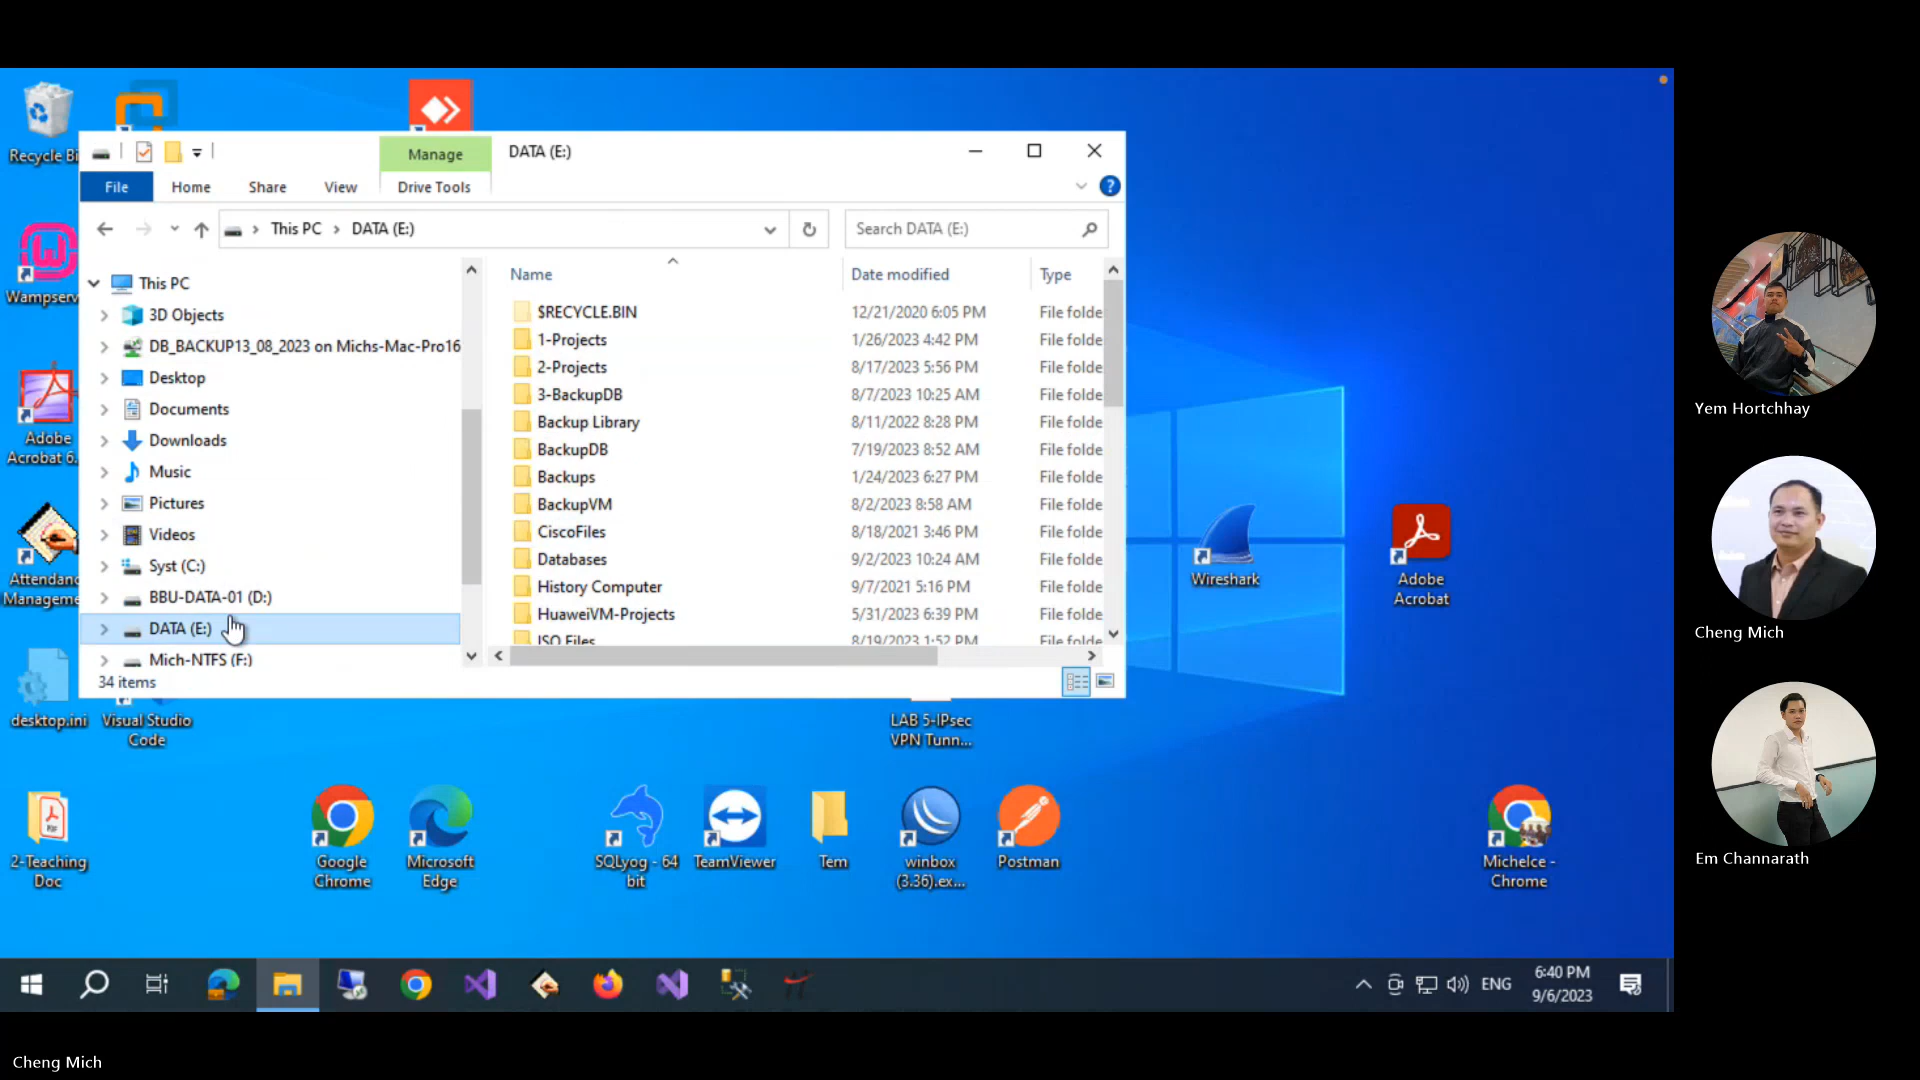 Recycle Bi
Wampserv
Adobe
Acrobat 6.
Attendanc
Manageme
desktop.ini
Visual Studio
Code
2-Teaching
Doc
Manage
DATA (E:)
File
Home
Share
View
Drive Tools
This PC
DATA (E:)
Search DATA (E:)
This PC
3D Objects
DB_BACKUP13_08_2023 on Michs-Mac-Pro16
Desktop
Documents
Downloads
Music
Pictures
Videos
Syst (C:)
BBU-DATA-01 (D:)
DATA (E:)
Mich-NTFS (F:)
34 items
Name Date modified Type
$RECYCLE.BIN 12/21/2020 6:05 PM File folde
1-Projects 1/26/2023 4:42 PM File folde
2-Projects 8/17/2023 5:56 PM File folde
3-BackupDB 8/7/2023 10:25 AM File folde
Backup Library 8/11/2022 8:28 PM File folde
BackupDB 7/19/2023 8:52 AM File folde
Backups 1/24/2023 6:27 PM File folde
BackupVM 8/2/2023 8:58 AM File folde
CiscoFiles 8/18/2021 3:46 PM File folde
Databases 9/2/2023 10:24 AM File folde
History Computer 9/7/2021 5:16 PM File folde
HuaweiVM-Projects 5/31/2023 6:39 PM File folde
ISO Files 8/19/2023 1:52 PM File folde
Wireshark
Adobe
Acrobat
LAB 5-IPsec
VPN Tunn...
Google
Chrome
Microsoft
Edge
SQLyog - 64
bit
TeamViewer
Tem
winbox
(3.36).ex...
Postman
Michelce -
Chrome
ENG
6:40 PM
9/6/2023
Yem Hortchhay
Cheng Mich
Em Channarath
Cheng Mich